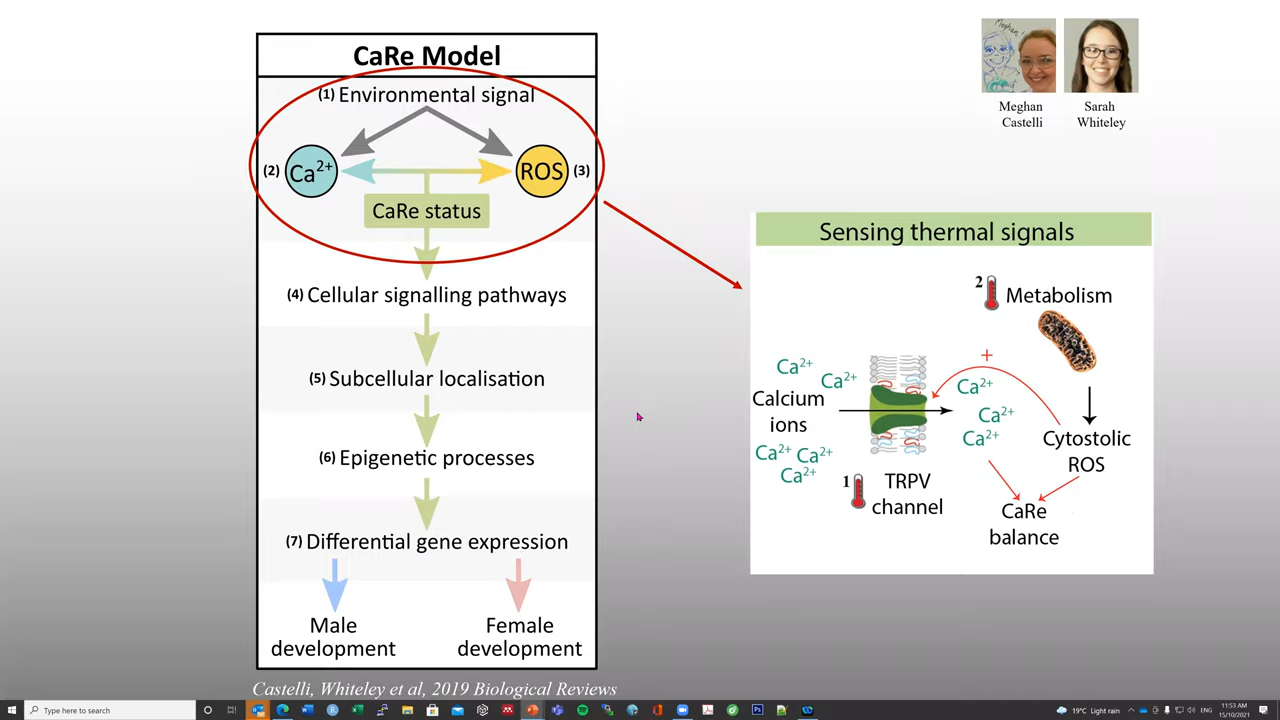 CaRe Model
(1) Environmental signal
(2) Ca2+
ROS (3)
CaRe status
(4) Cellular signalling pathways
(5) Subcellular localisation
(6) Epigenetic processes
(7) Differential gene expression
Male
development
Female
development
Castelli, Whiteley et al, 2019 Biological Reviews
Meghan
Meghan
Castelli
Sarah
Whiteley
Sensing thermal signals
2
Metabolism
+
Ca2+
Ca2+
Calcium
ions
Ca2+
Ca2+
Ca2+
Ca2+
Ca2+
Ca2+
1
TRPV
channel
Cytostolic
ROS
CaRe
balance
Type here to search
19°C Light rain
ENG
11:53 AM
15/10/2021